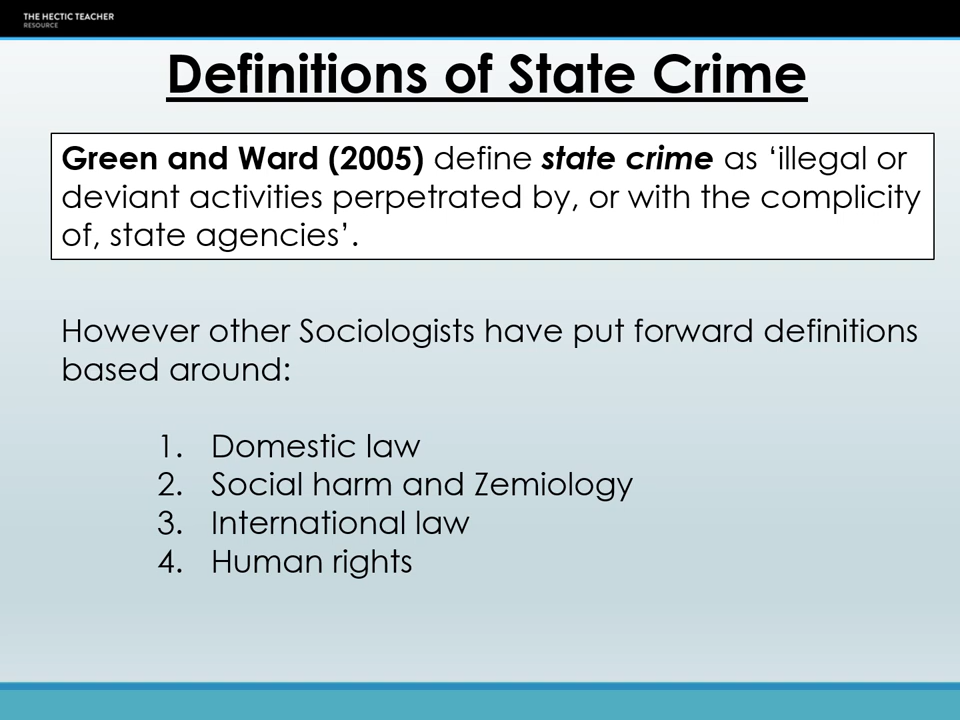 THE HECTIC TEACHER
RESOURCE
Definitions of State Crime
Green and Ward (2005) define state crime as ‘illegal or
deviant activities perpetrated by, or with the complicity
of, state agencies’.
However other Sociologists have put forward definitions
based around:
1. Domestic law
2. Social harm and Zemiology
3. International law
4. Human rights